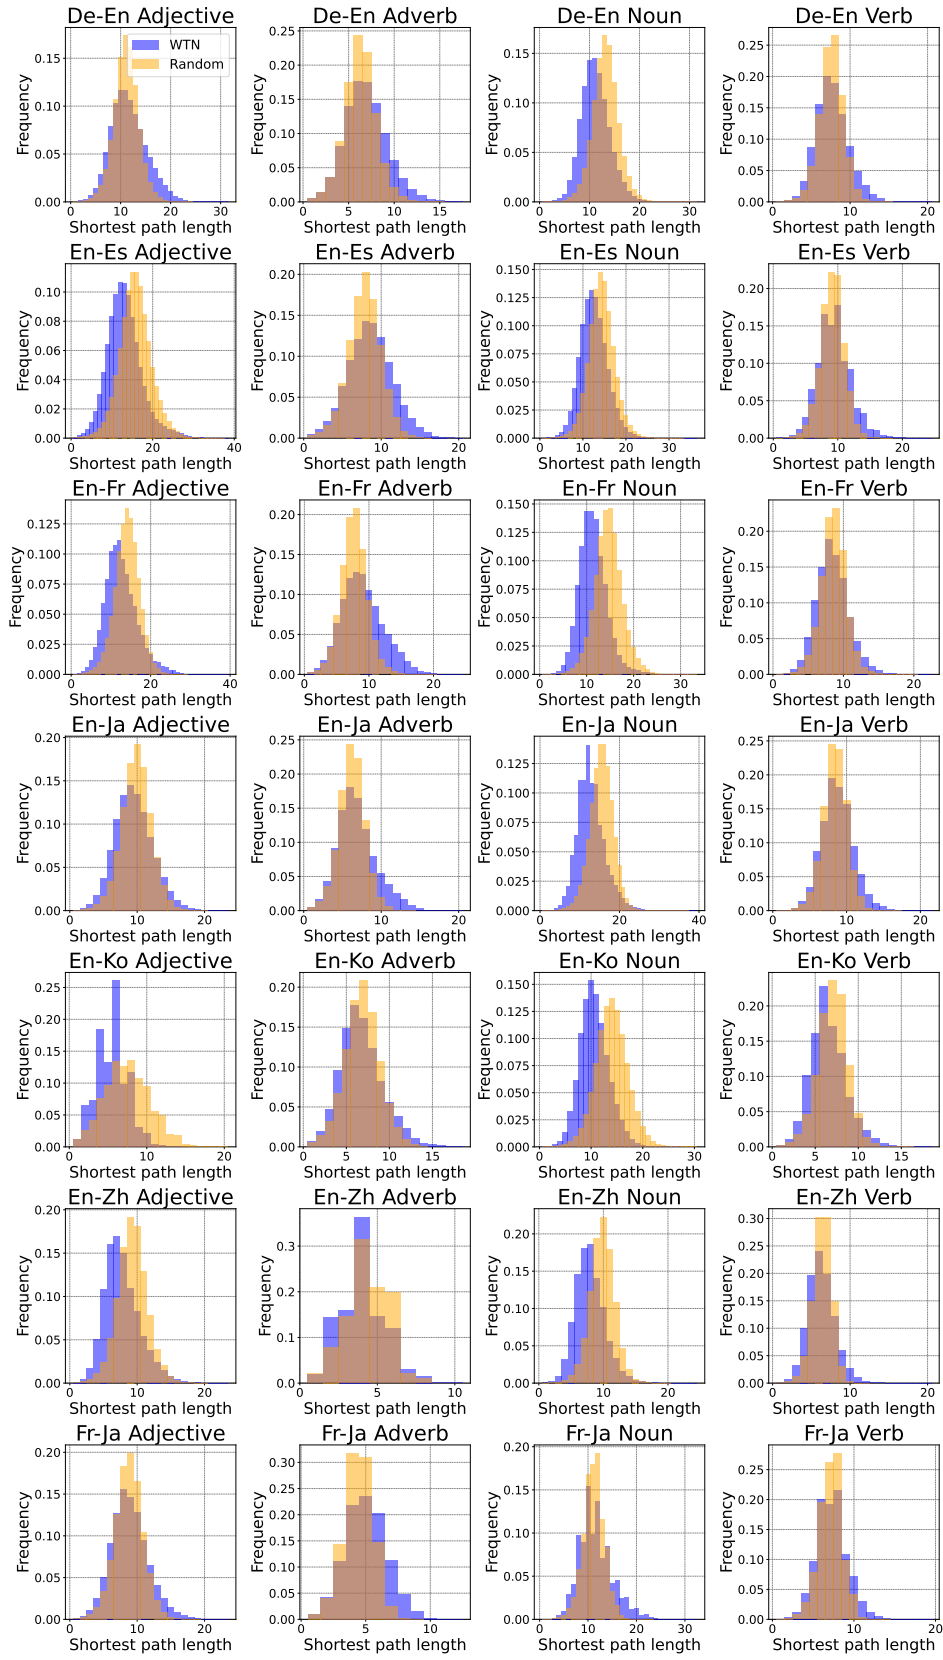 De-En Adjective
WTN
Random
0.15
0.10
0.05
0.00
Frequency
0 10 20 30
Shortest path length
De-En Adverb
0.25
0.20
0.15
0.10
0.05
0.00
Frequency
0 5 10 15
Shortest path length
De-En Noun
0.15
0.10
0.05
0.00
Frequency
0 10 20 30
Shortest path length
De-En Verb
0.25
0.20
0.15
0.10
0.05
0.00
Frequency
0 10 20
Shortest path length
En-Es Adjective
0.10
0.08
0.06
0.04
0.02
0.00
Frequency
0 20 40
Shortest path length
En-Es Adverb
0.20
0.15
0.10
0.05
0.00
Frequency
0 10 20
Shortest path length
En-Es Noun
0.150
0.125
0.100
0.075
0.050
0.025
0.000
Frequency
0 10 20 30
Shortest path length
En-Es Verb
0.20
0.15
0.10
0.05
0.00
Frequency
0 10 20
Shortest path length
En-Fr Adjective
0.125
0.100
0.075
0.050
0.025
0.000
Frequency
0 20 40
Shortest path length
En-Fr Adverb
0.20
0.15
0.10
0.05
0.00
Frequency
0 10 20
Shortest path length
En-Fr Noun
0.150
0.125
0.100
0.075
0.050
0.025
0.000
Frequency
0 10 20 30
Shortest path length
En-Fr Verb
0.20
0.15
0.10
0.05
0.00
Frequency
0 10 20
Shortest path length
En-Ja Adjective
0.20
0.15
0.10
0.05
0.00
Frequency
0 10 20
Shortest path length
En-Ja Adverb
0.25
0.20
0.15
0.10
0.05
0.00
Frequency
0 10 20
Shortest path length
En-Ja Noun
0.125
0.100
0.075
0.050
0.025
0.000
Frequency
0 20 40
Shortest path length
En-Ja Verb
0.25
0.20
0.15
0.10
0.05
0.00
Frequency
0 10 20
Shortest path length
En-Ko Adjective
0.25
0.20
0.15
0.10
0.05
0.00
Frequency
0 10 20
Shortest path length
En-Ko Adverb
0.20
0.15
0.10
0.05
0.00
Frequency
0 5 10 15
Shortest path length
En-Ko Noun
0.150
0.125
0.100
0.075
0.050
0.025
0.000
Frequency
0 10 20 30
Shortest path length
En-Ko Verb
0.20
0.15
0.10
0.05
0.00
Frequency
0 5 10 15
Shortest path length
En-Zh Adjective
0.20
0.15
0.10
0.05
0.00
Frequency
0 10 20
Shortest path length
En-Zh Adverb
0.3
0.2
0.1
0.0
Frequency
0 5 10
Shortest path length
En-Zh Noun
0.20
0.15
0.10
0.05
0.00
Frequency
0 10 20
Shortest path length
En-Zh Verb
0.30
0.25
0.20
0.15
0.10
0.05
0.00
Frequency
0 10 20
Shortest path length
Fr-Ja Adjective
0.20
0.15
0.10
0.05
0.00
Frequency
0 10 20
Shortest path length
Fr-Ja Adverb
0.30
0.25
0.20
0.15
0.10
0.05
0.00
Frequency
0 5 10
Shortest path length
Fr-Ja Noun
0.20
0.15
0.10
0.05
0.00
Frequency
0 10 20 30
Shortest path length
Fr-Ja Verb
0.25
0.20
0.15
0.10
0.05
0.00
Frequency
0 10 20
Shortest path length